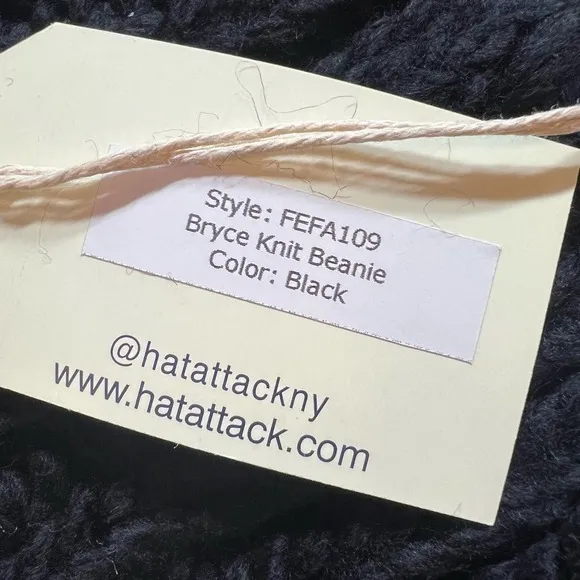 Style: FEFA109
Bryce Knit Beanie
Color: Black
@hatattackny
www.hatattack.com